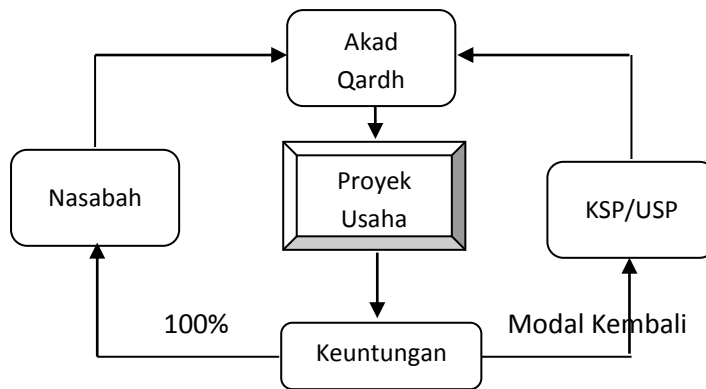 Akad
Qardh
Nasabah
Proyek
Usaha
KSP/USP
100%
Modal Kembali
Keuntungan